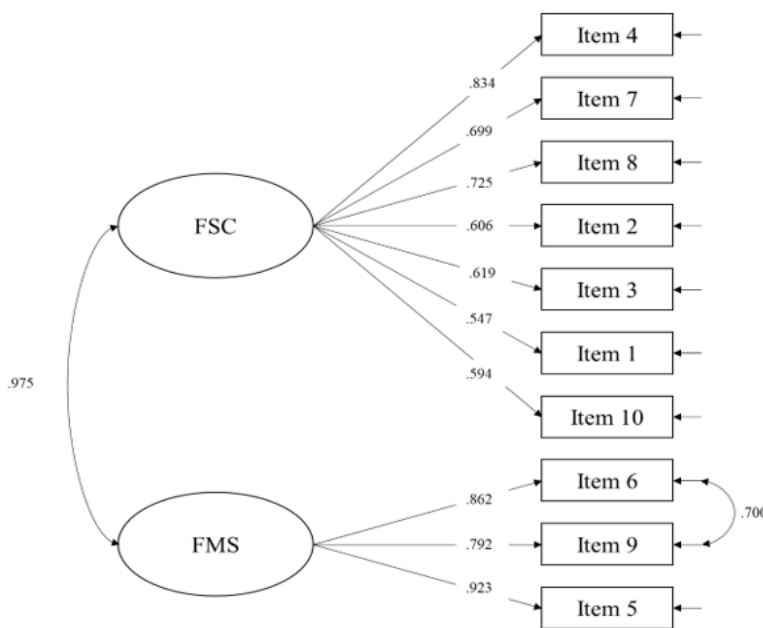 Item 4
.834
Item 7
.699
Item 8
.725
FSC
.606
Item 2
.619
Item 3
.547
Item 1
.594
.975
Item 10
.862
Item 6
.700
FMS
.792
Item 9
.923
Item 5